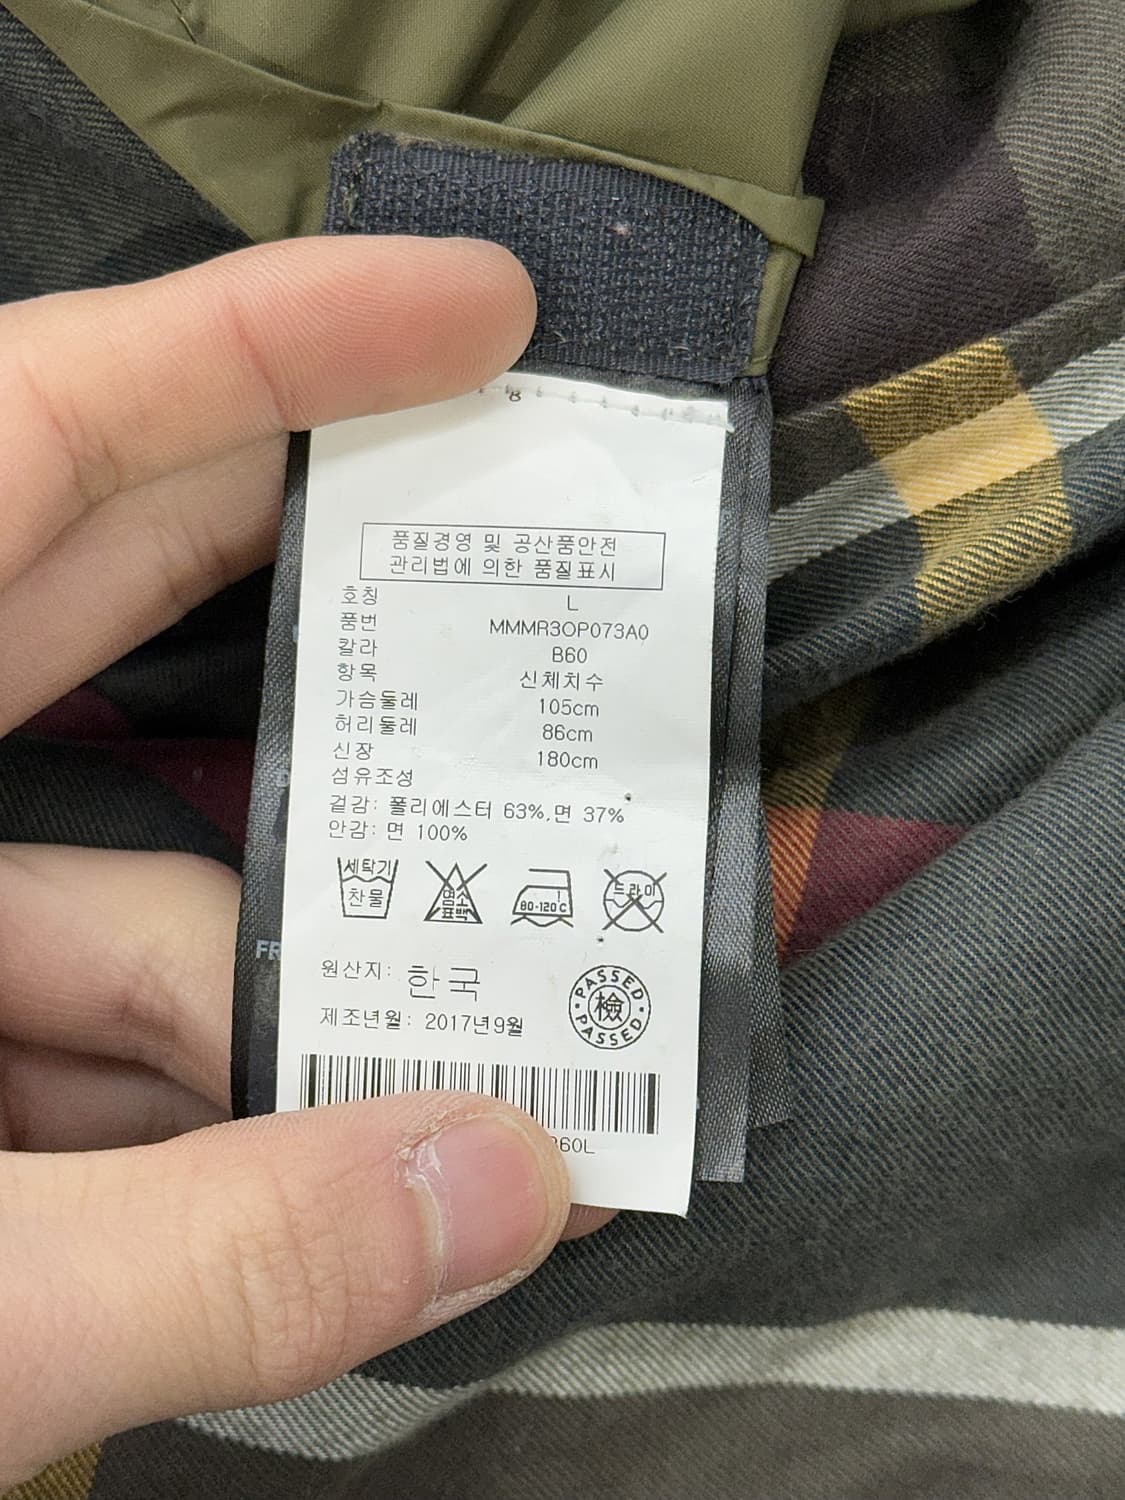 품질경영 및 공산품안전
관리법에 의한 품질표시
호칭 L
품번 MMMR3OP073A0
칼라 B60
항목 신체치수
가슴둘레 105cm
허리둘레 86cm
신장 180cm
섬유조성
겉감: 폴리에스터 63%,면 37%
안감: 면 100%
세탁기
찬물
염소
표백
80-120℃
드라이
원산지: 한국
PASSED
檢
PASSED
제조년월: 2017년9월
B60L
FR